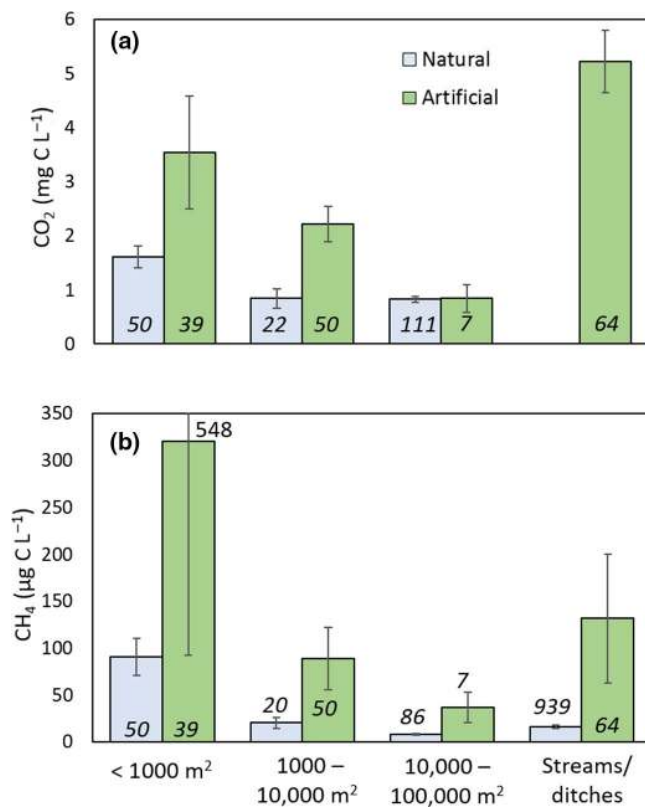 (a)
Natural
Artificial
CO₂ (mg C L⁻¹)
6
5
4
3
2
1
0
50 39 22 50 111 7 64
(b)
548
CH₄ (µg C L⁻¹)
350
300
250
200
150
100
50
0
50 39 20 50 86 7 939 64
< 1000 m²
1000 –
10,000 m²
10,000 –
100,000 m²
Streams/
ditches